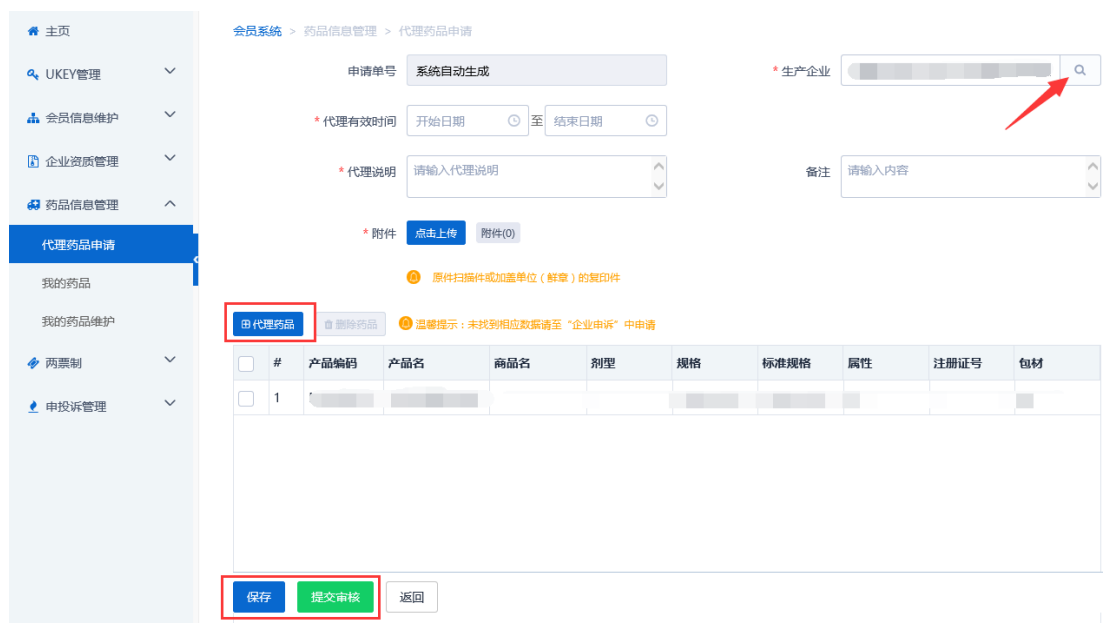 主页
UKEY管理
会员信息维护
企业资质管理
药品信息管理
代理药品申请
我的药品
我的药品维护
两票制
申投诉管理
会员系统 > 药品信息管理 > 代理药品申请
申请单号 系统自动生成 * 生产企业
* 代理有效时间 开始日期 至 结束日期
* 代理说明 请输入代理说明 备注 请输入内容
* 附件 点击上传 附件(0)
原件扫描件或加盖单位（鲜章）的复印件
代理药品 删除药品 温馨提示：未找到相应数据请至“企业申诉”中申请
# 产品编码 产品名 商品名 剂型 规格 标准规格 属性 注册证号 包材
1
保存 提交审核 返回